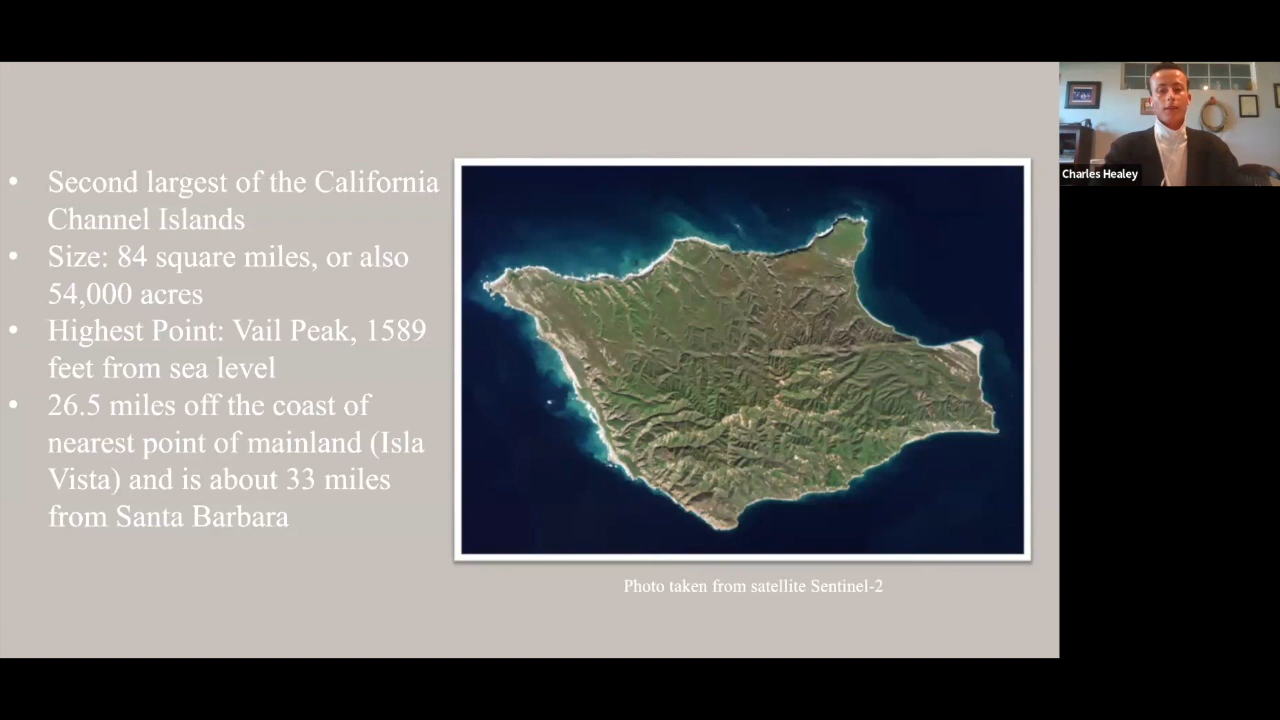 • Second largest of the California
Channel Islands
• Size: 84 square miles, or also
54,000 acres
• Highest Point: Vail Peak, 1589
feet from sea level
• 26.5 miles off the coast of
nearest point of mainland (Isla
Vista) and is about 33 miles
from Santa Barbara
Photo taken from satellite Sentinel-2
Charles Healey